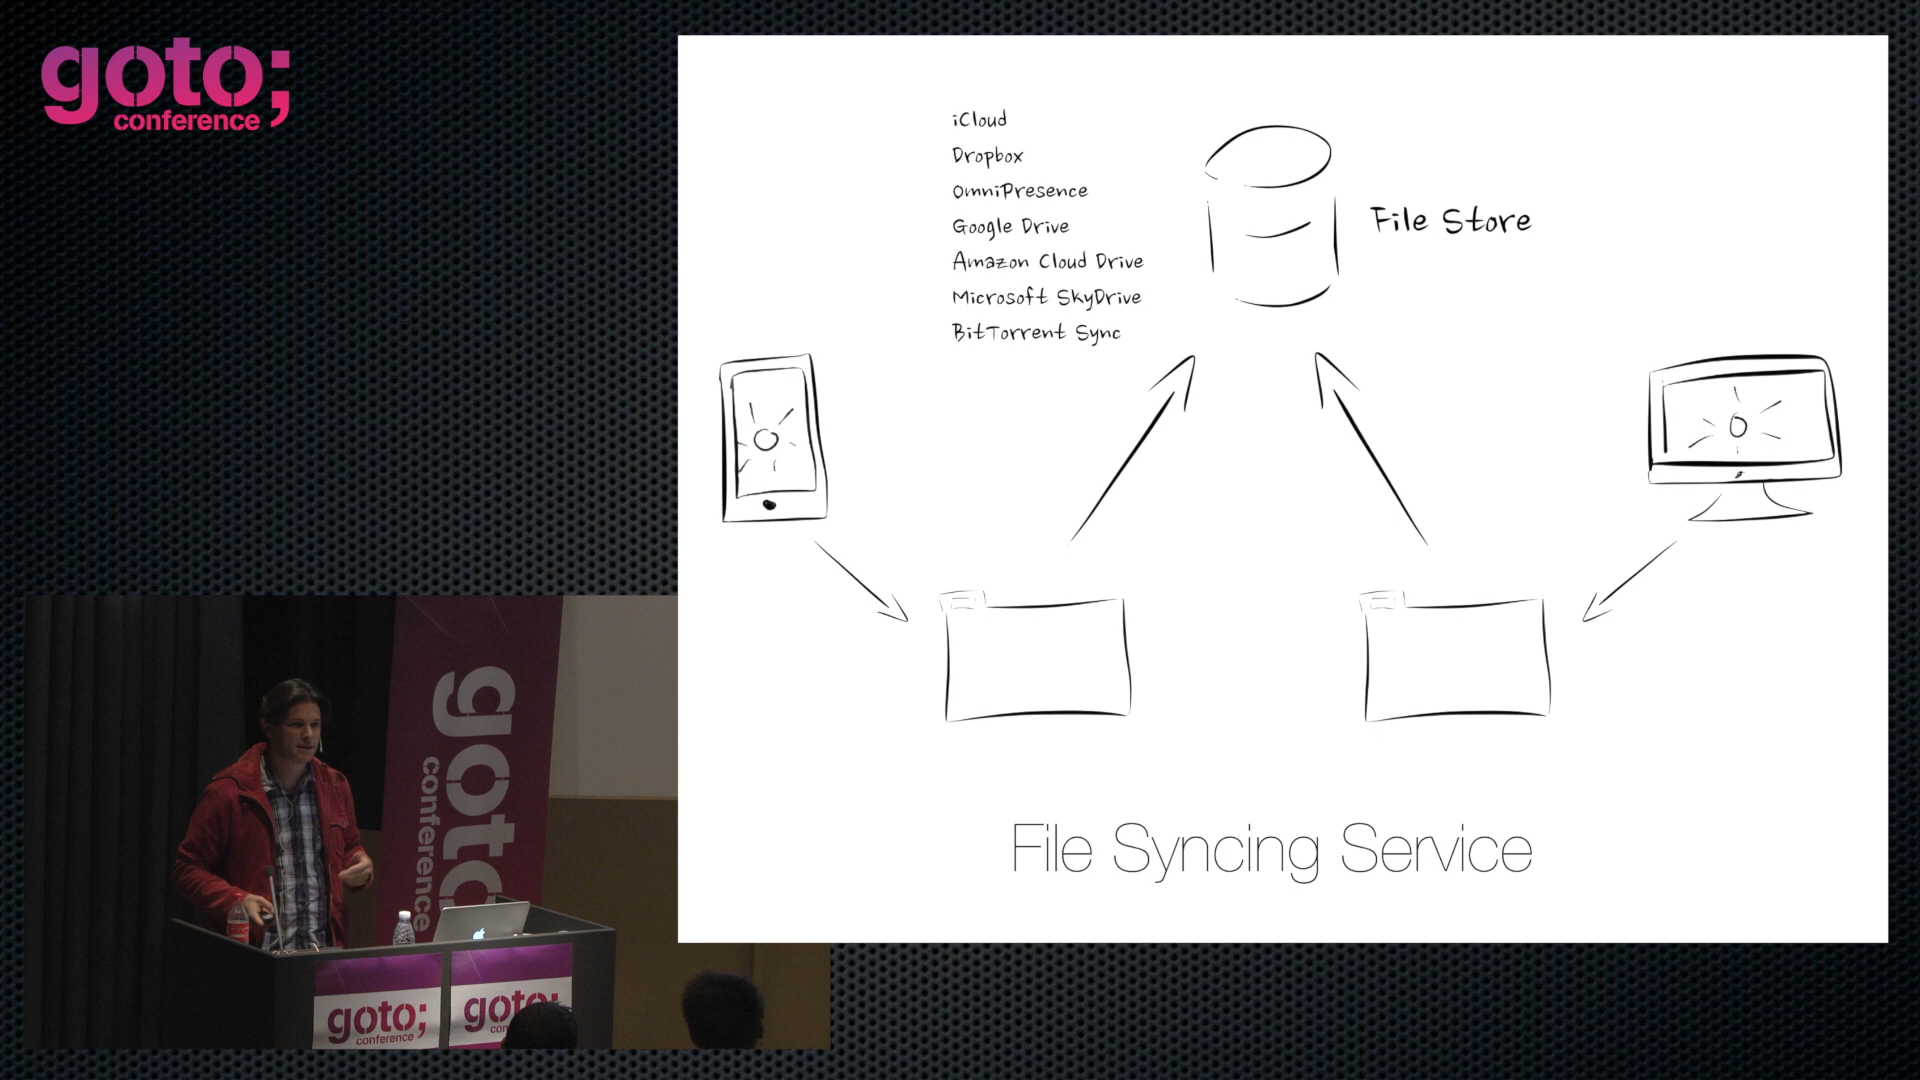 goto;
conference
iCloud
Dropbox
OmniPresence
Google Drive
Amazon Cloud Drive
Microsoft SkyDrive
BitTorrent Sync
File Store
File Syncing Service
goto
conference
goto;
conference
goto;
con